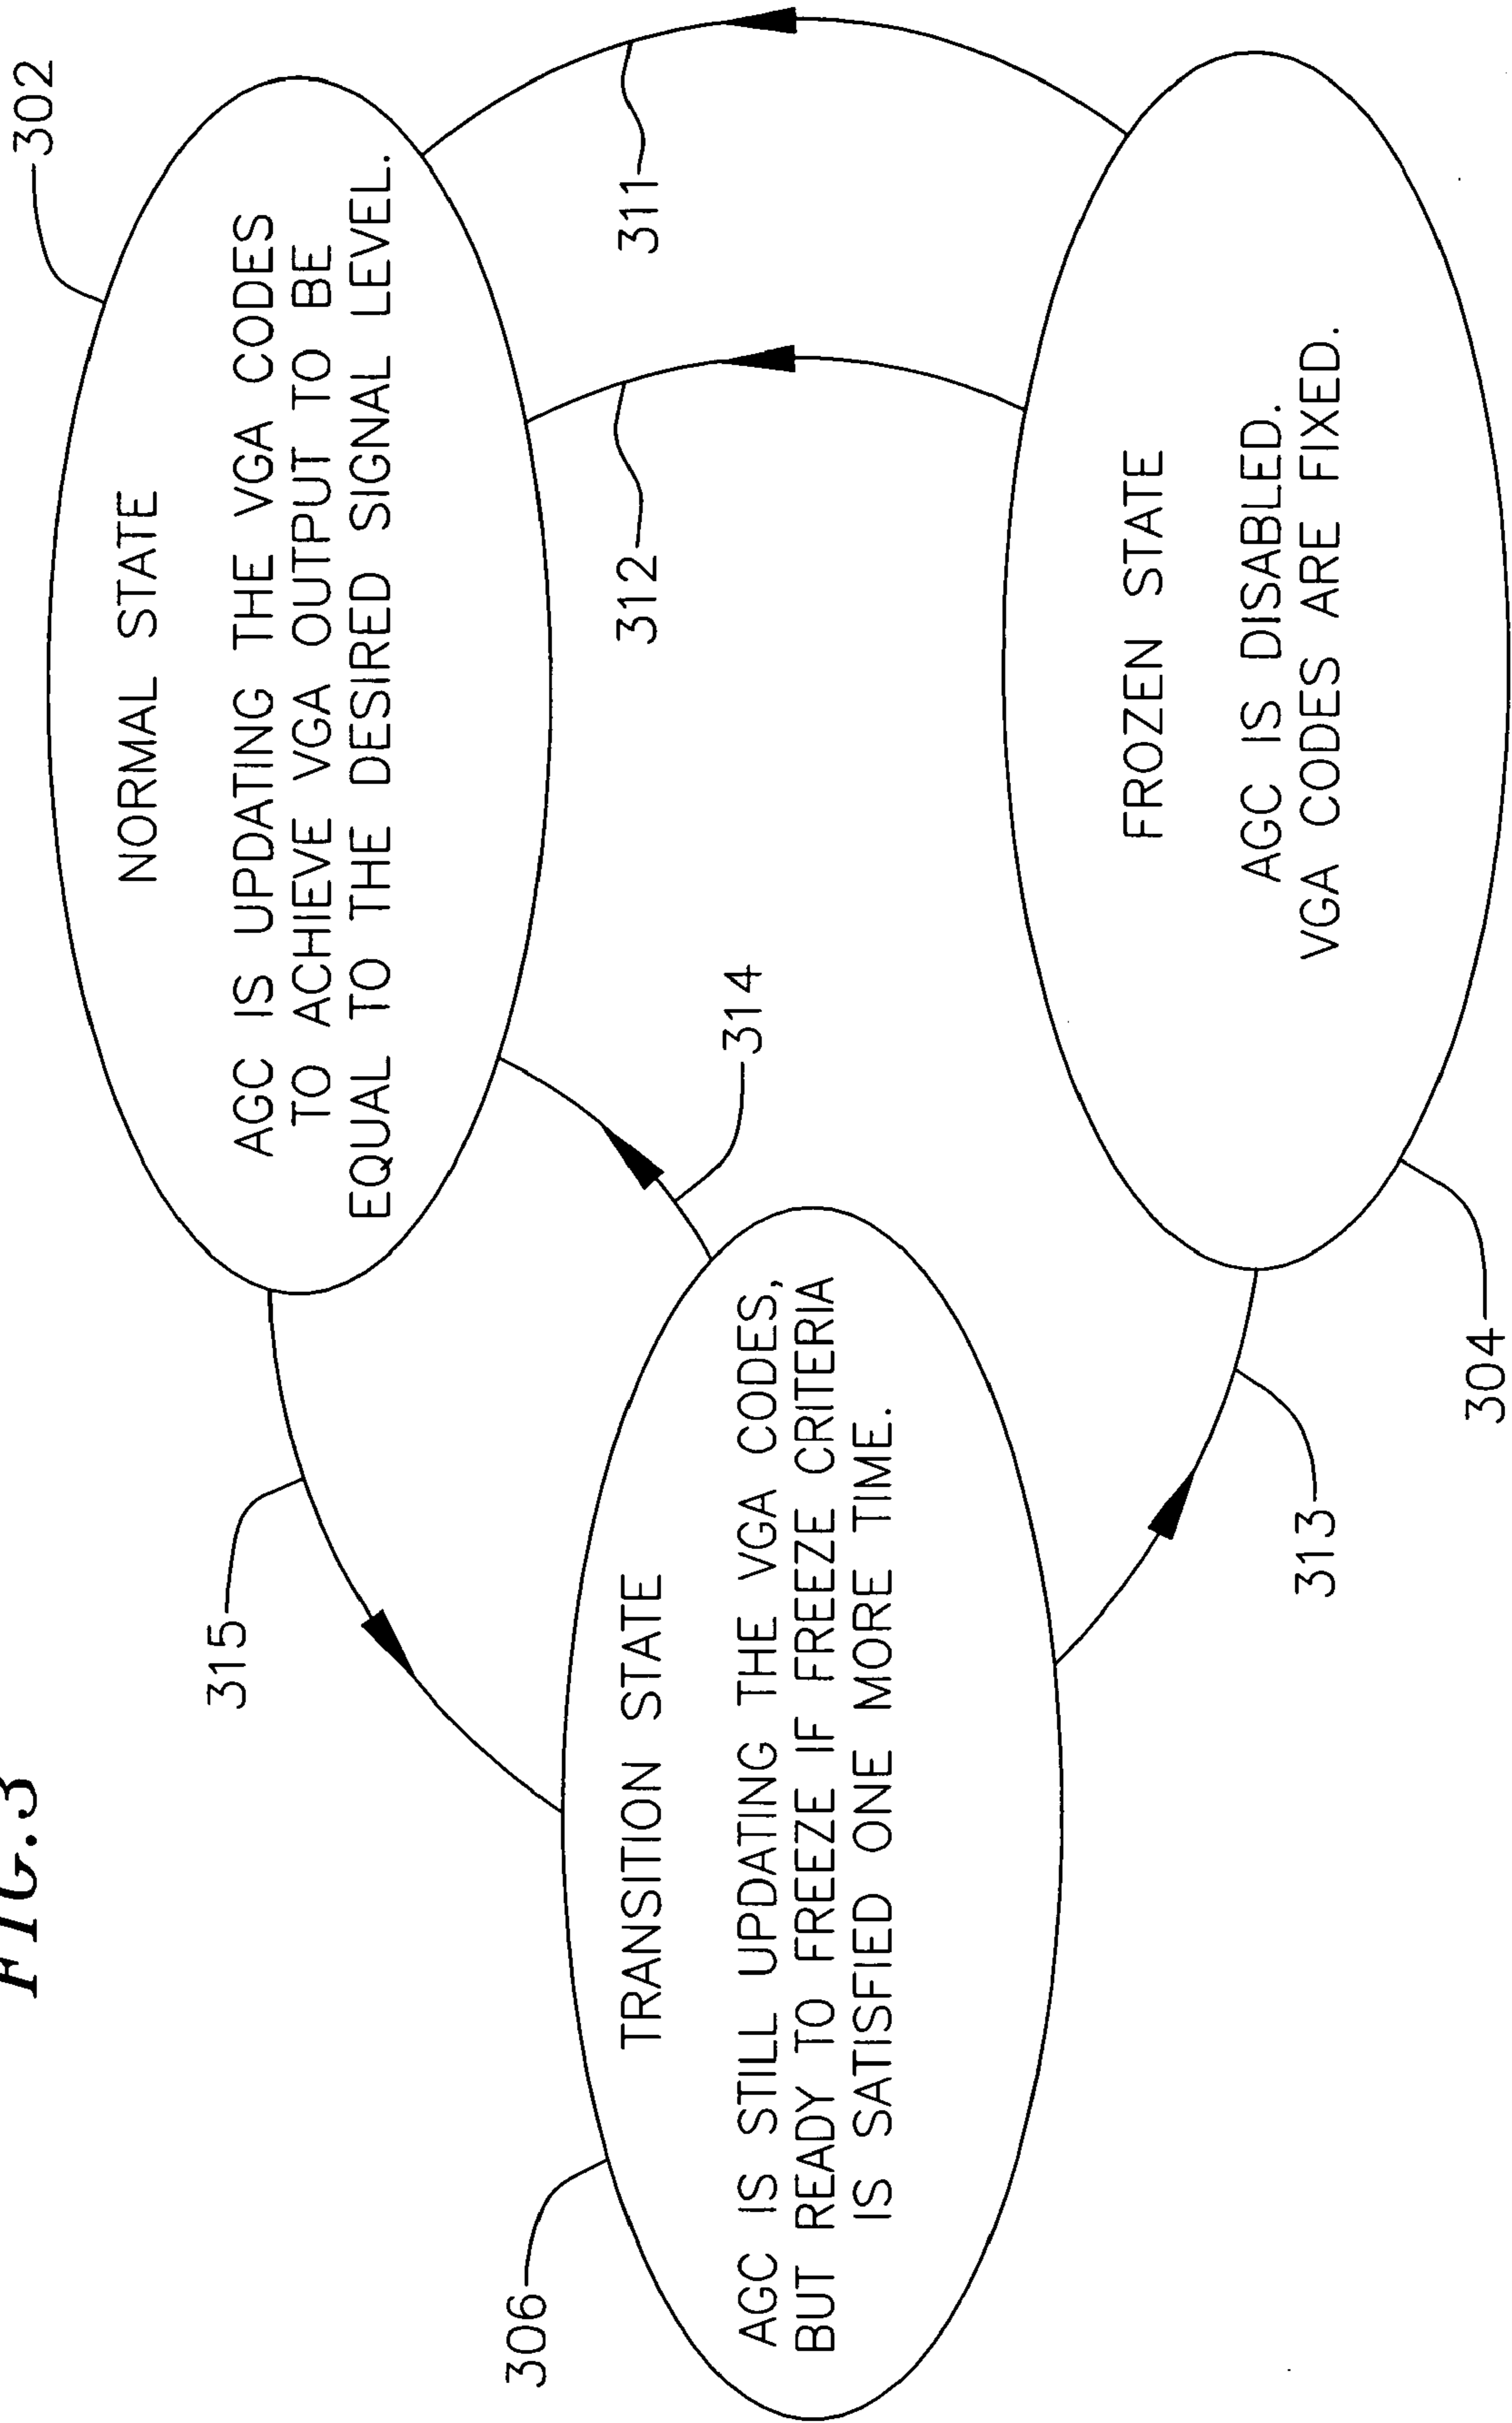 FIG.3
302
NORMAL STATE
AGC IS UPDATING THE VGA CODES
TO ACHIEVE VGA OUTPUT TO BE
EQUAL TO THE DESIRED SIGNAL LEVEL.
315
314
312
311
306
TRANSITION STATE
AGC IS STILL UPDATING THE VGA CODES,
BUT READY TO FREEZE IF FREEZE CRITERIA
IS SATISFIED ONE MORE TIME.
FROZEN STATE
AGC IS DISABLED.
VGA CODES ARE FIXED.
313
304